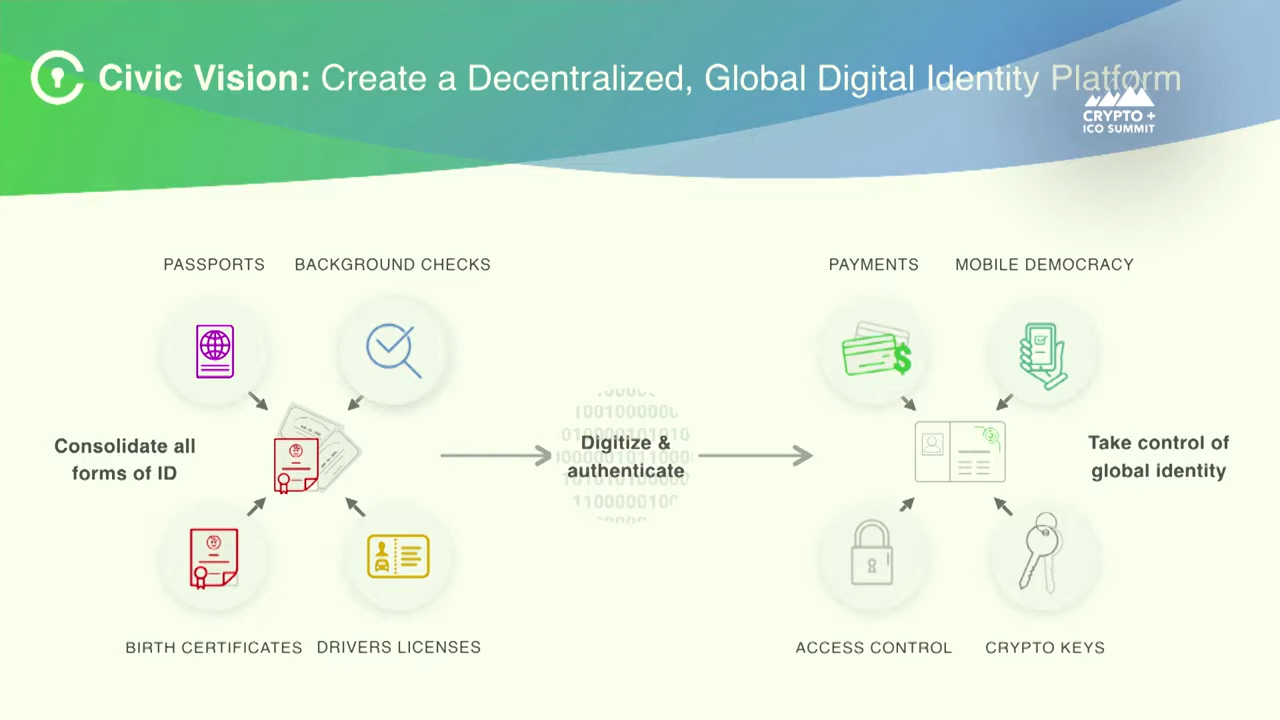 Civic Vision: Create a Decentralized, Global Digital Identity Platform
CRYPTO +
ICO SUMMIT
PASSPORTS
BACKGROUND CHECKS
PAYMENTS
MOBILE DEMOCRACY
Consolidate all
forms of ID
Digitize &
authenticate
Take control of
global identity
BIRTH CERTIFICATES
DRIVERS LICENSES
ACCESS CONTROL
CRYPTO KEYS